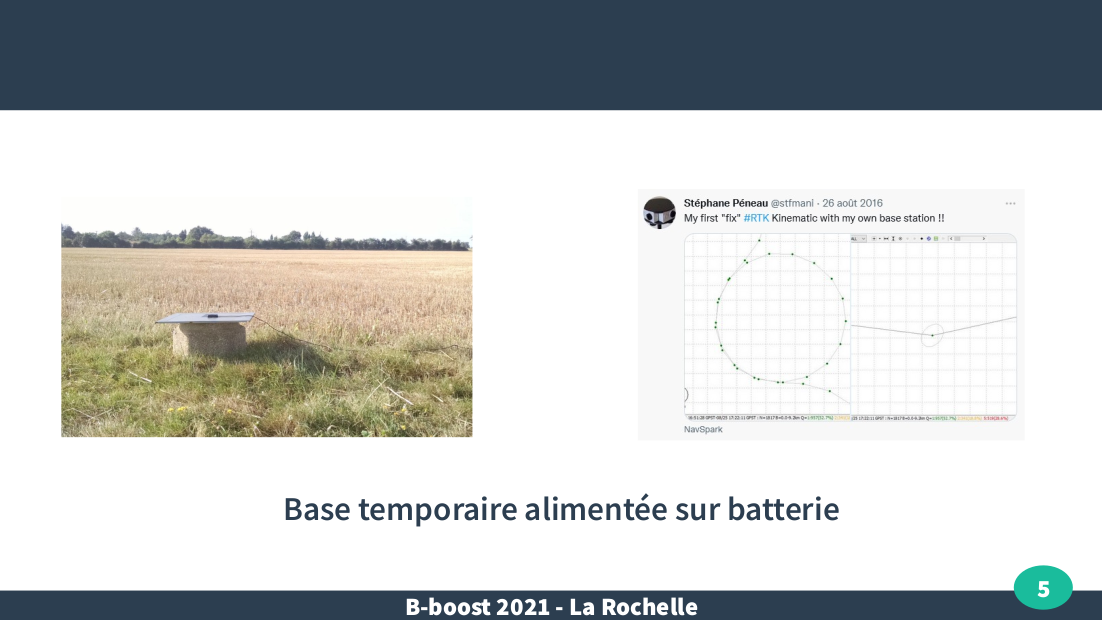 Stéphane Péneau @stfmani · 26 août 2016
My first "fix" #RTK Kinematic with my own base station !!
NavSpark
Base temporaire alimentée sur batterie
B-boost 2021 - La Rochelle
5